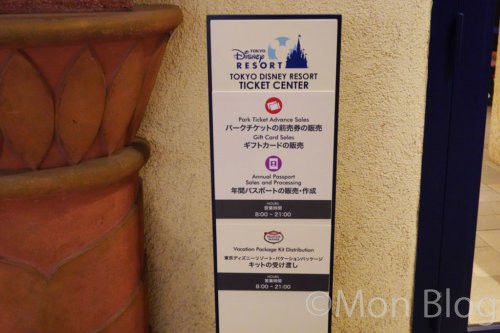 TOKYO
Disney
RESORT
TOKYO DISNEY RESORT
TICKET CENTER
Park Ticket Advance Sales
パークチケットの前売券の販売
Gift Card Sales
ギフトカードの販売
Annual Passport
Sales and Processing
年間パスポートの販売・作成
HOURS
営業時間
8:00 ~ 21:00
Vacation Package Kit Distribution
東京ディズニーリゾート・バケーションパッケージ
キットの受け渡し
HOURS
営業時間
8:00 ~ 21:00
©Mon Blog